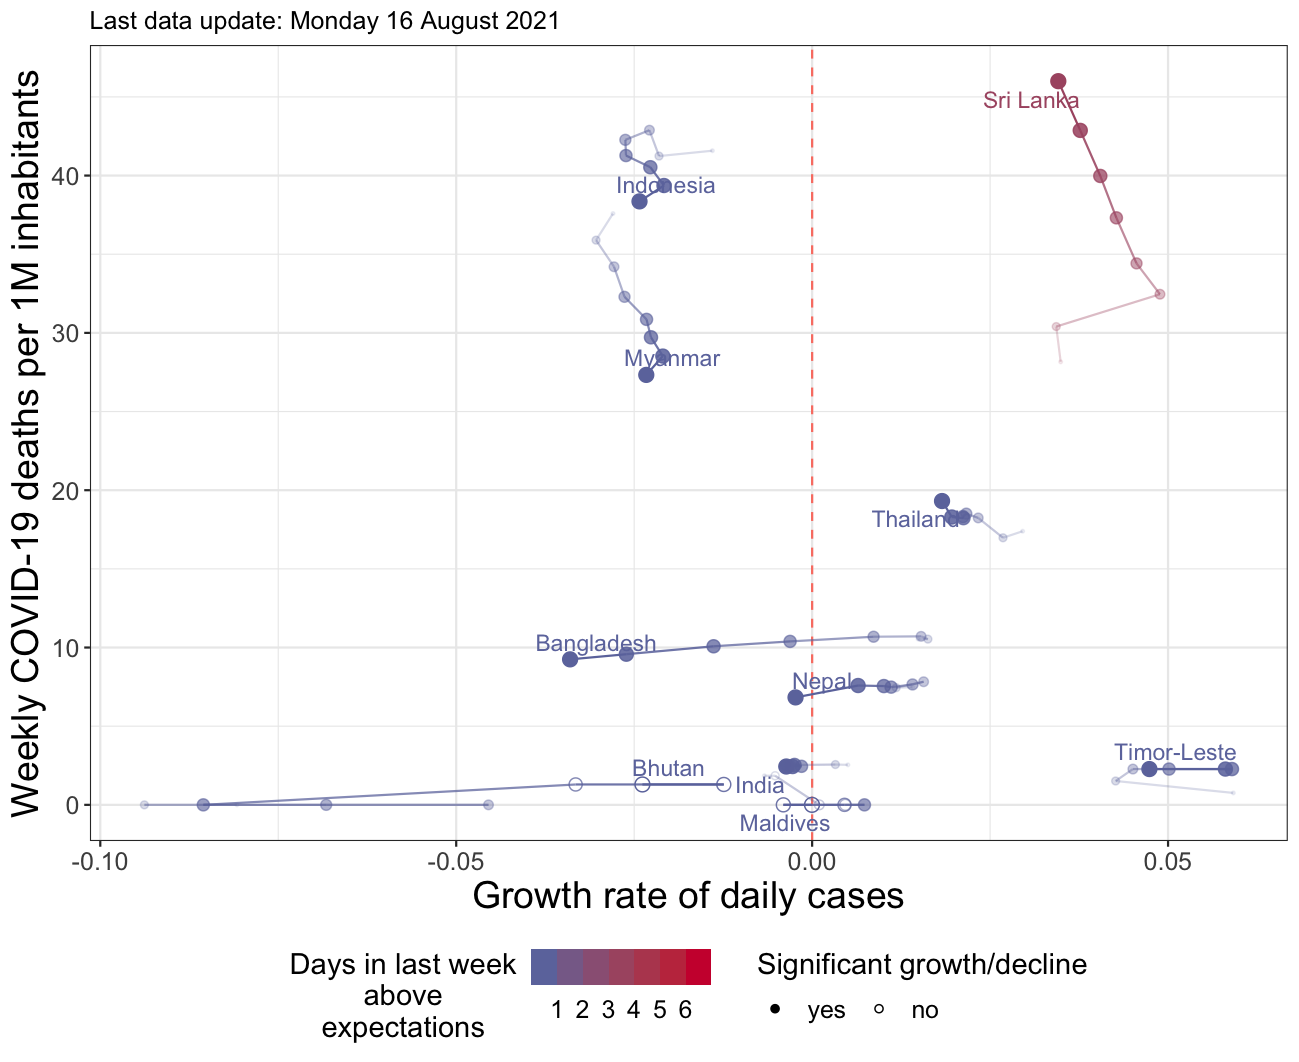 Last data update: Monday 16 August 2021
Weekly COVID-19 deaths per 1M inhabitants
40
30
20
10
0
Sri Lanka
Indonesia
Myanmar
Thailand
Bangladesh
Nepal
Timor-Leste
Bhutan
India
Maldives
-0.10
-0.05
0.00
0.05
Growth rate of daily cases
Days in last week
above
expectations
1 2 3 4 5 6
Significant growth/decline
yes
no